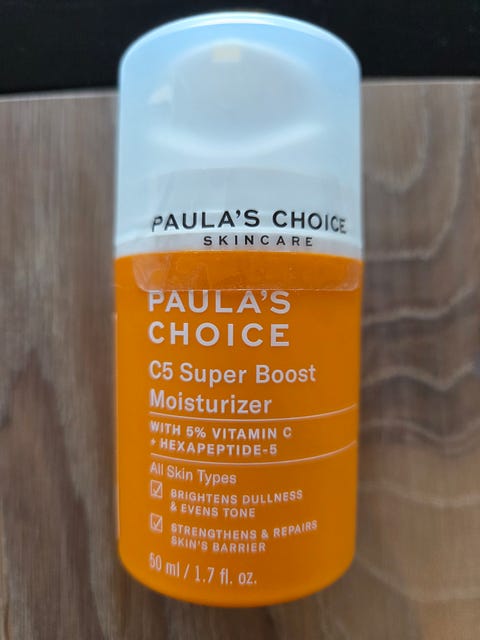 PAULA'S CHOICE
SKINCARE
PAULA'S
CHOICE
C5 Super Boost
Moisturizer
WITH 5% VITAMIN C
+ HEXAPEPTIDE-5
All Skin Types
☑ BRIGHTENS DULLNESS
& EVENS TONE
☑ STRENGTHENS & REPAIRS
SKIN'S BARRIER
50 ml / 1.7 fl. oz.